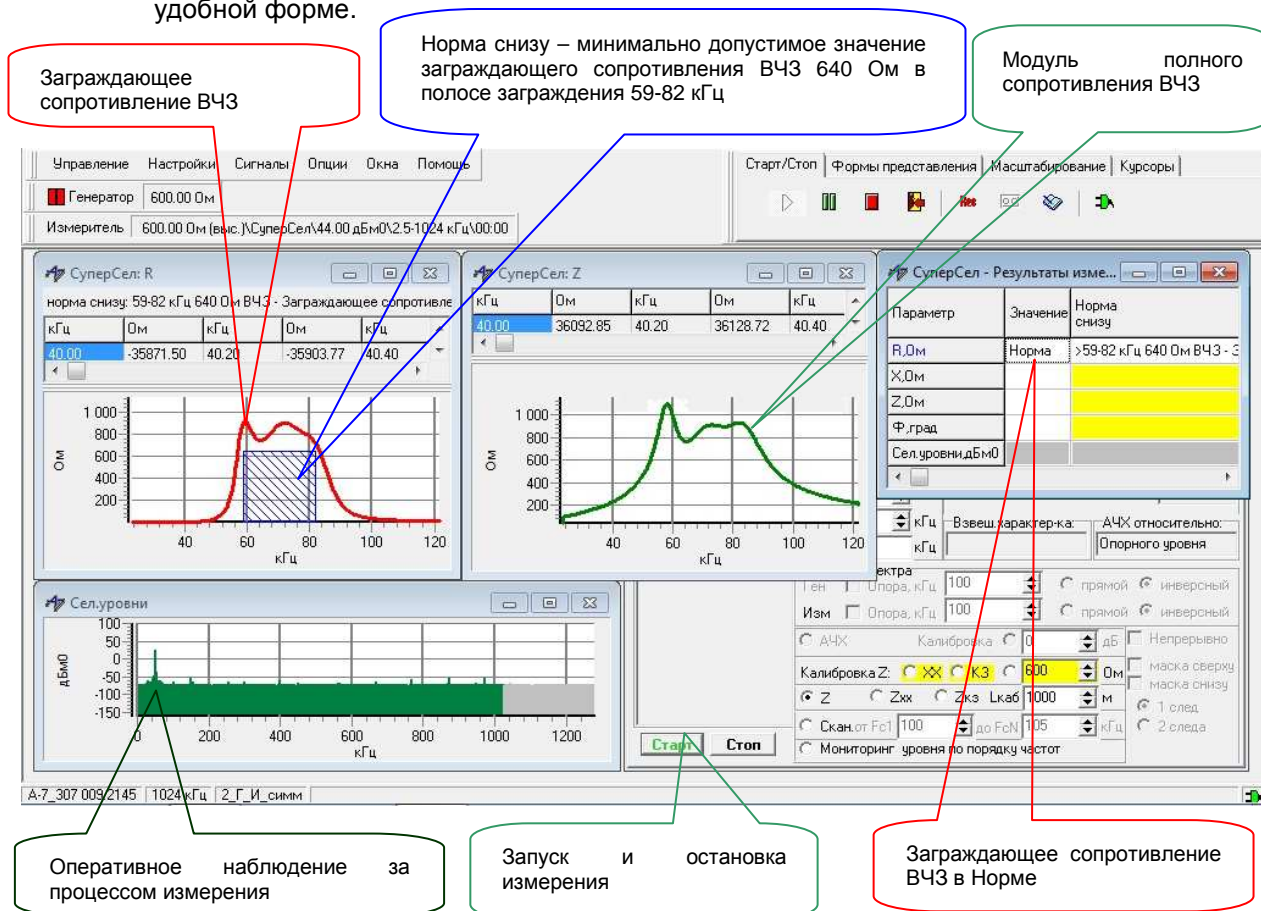 удобной форме.
Заграждающее
сопротивление ВЧЗ
Норма снизу – минимально допустимое значение
заграждающего сопротивления ВЧЗ 640 Ом в
полосе заграждения 59-82 кГц
Модуль полного
сопротивления ВЧЗ
Управление Настройки Сигналы Опции Окна Помощь
Старт/Стоп Формы представления Масштабирование Курсоры
Генератор 600.00 Ом
Res
Измеритель 600.00 Ом (выс.)\СуперСел\44.00 дБм0\2.5-1024 кГц\00:00
СуперСел: R
норма снизу: 59-82 кГц 640 Ом ВЧЗ - Заграждающее сопротивле
кГц Ом кГц Ом кГц
40.00 -35871.50 40.20 -35903.77 40.40
Ом
1 000
800
600
400
200
40 60 80 100 120
кГц
СуперСел: Z
кГц Ом кГц Ом кГц
40.00 36092.85 40.20 36128.72 40.40
Ом
1 000
800
600
400
200
40 60 80 100 120
кГц
СуперСел - Результаты изме...
Параметр Значение Норма
снизу
R,Ом Норма >59-82 кГц 640 Ом ВЧЗ - З
X,Ом
Z,Ом
Ф,град
Сел.уровни,дБм0
кГц Взвеш.характер-ка: АЧХ относительно:
кГц Опорного уровня
ектра
Ген Опора, кГц 100 прямой инверсный
Изм Опора, кГц 100 прямой инверсный
АЧХ Калибровка 0 дБ Непрерывно
Калибровка Z: XX КЗ 600 Ом маска сверху
маска снизу
Z Zxx Zкз Lкаб 1000 м 1 след
Скан.от Fc1 100 до FcN 105 кГц 2 следа
Мониторинг уровня по порядку частот
Старт Стоп
Сел.уровни
дБм0
100
50
0
-50
-100
-150
0 200 400 600 800 1000 1200
кГц
А-7_307 009/2145 1024 кГц 2_Г_И_симм
Оперативное наблюдение за
процессом измерения
Запуск и остановка
измерения
Заграждающее сопротивление
ВЧЗ в Норме